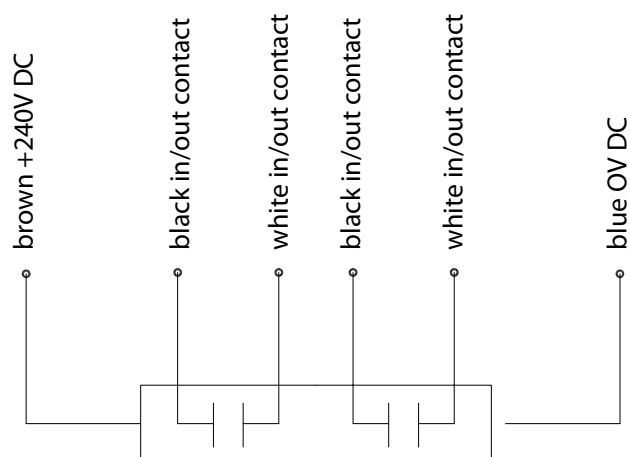 brown +240V DC
black in/out contact
white in/out contact
black in/out contact
white in/out contact
blue OV DC